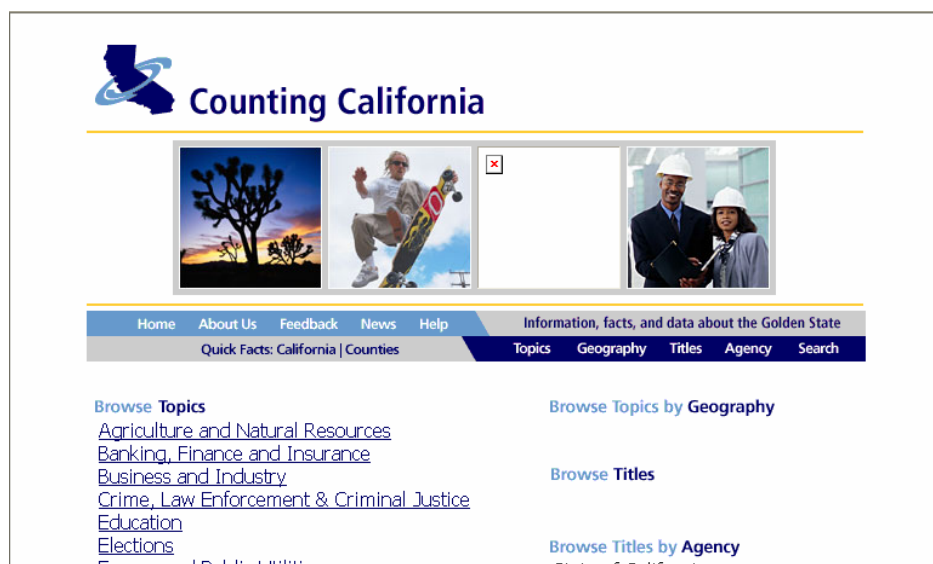 Counting California
Home About Us Feedback News Help
Information, facts, and data about the Golden State
Quick Facts: California | Counties
Topics Geography Titles Agency Search
Browse Topics
Agriculture and Natural Resources
Banking, Finance and Insurance
Business and Industry
Crime, Law Enforcement & Criminal Justice
Education
Elections
Browse Topics by Geography
Browse Titles
Browse Titles by Agency